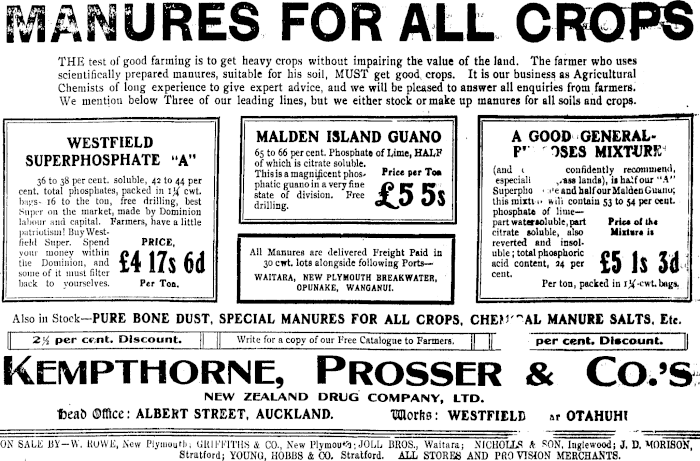 MANURES FOR ALL CROPS
THE test of good farming is to get heavy crops without impairing the value of the land. The farmer who uses
scientifically prepared manures, suitable for his soil, MUST get good crops. It is our business as Agricultural
Chemists of long experience to give expert advice, and we will be pleased to answer all enquiries from farmers.
We mention below Three of our leading lines, but we either stock or make up manures for all soils and crops.
WESTFIELD
SUPERPHOSPHATE "A"
36 to 38 per cent. soluble, 42 to 44 per
cent. total phosphates, packed in 1¼ cwt.
bags- 16 to the ton, free drilling, best
Super on the market, made by Dominion
labour and capital. Farmers, have a little
patriotism! Buy West-
field Super. Spend
your money within
the Dominion, and
some of it must filter
back to yourselves.
PRICE,
£4 17s 6d
Per Ton.
MALDEN ISLAND GUANO
65 to 66 per cent. Phosphate of Lime, HALF
of which is citrate soluble.
This is a magnificent phos-
phatic guano in a very fine
state of division. Free
drilling.
Price per Ton
£5 5s
All Manures are delivered Freight Paid in
30 cwt. lots alongside following Ports—
WAITARA, NEW PLYMOUTH BREAKWATER,
OPUNAKE, WANGANUI.
A GOOD GENERAL-
P OSES MIXTURE
(and confidently recommend,
especiall ass lands), is half our "A"
Superpho te and half our Malden Guano;
this mixt will contain 53 to 54 per cent.
phosphate of lime—
part water soluble, part
citrate soluble, also
reverted and insol-
uble; total phosphoric
acid content, 24 per
cent.
Price of the
Mixture is
£5 1s 3d
Per ton, packed in 1¼-cwt. bags.
Also in Stock—PURE BONE DUST, SPECIAL MANURES FOR ALL CROPS, CHEM AL MANURE SALTS, Etc.
2½ per cent. Discount.
Write for a copy of our Free Catalogue to Farmers.
per cent. Discount.
KEMPTHORNE, PROSSER & CO.'S
NEW ZEALAND DRUG COMPANY, LTD.
Head Office: ALBERT STREET, AUCKLAND. Works: WESTFIELD ar OTAHUHU
ON SALE BY—W. ROWE, New Plymouth; GRIFFITHS & CO., New Plymouth; JOLL BROS., Waitara; NICHOLLS & SON, Inglewood; J. D. MORISON,
Stratford; YOUNG, HOBBS & CO. Stratford. ALL STORES AND PROVISION MERCHANTS.